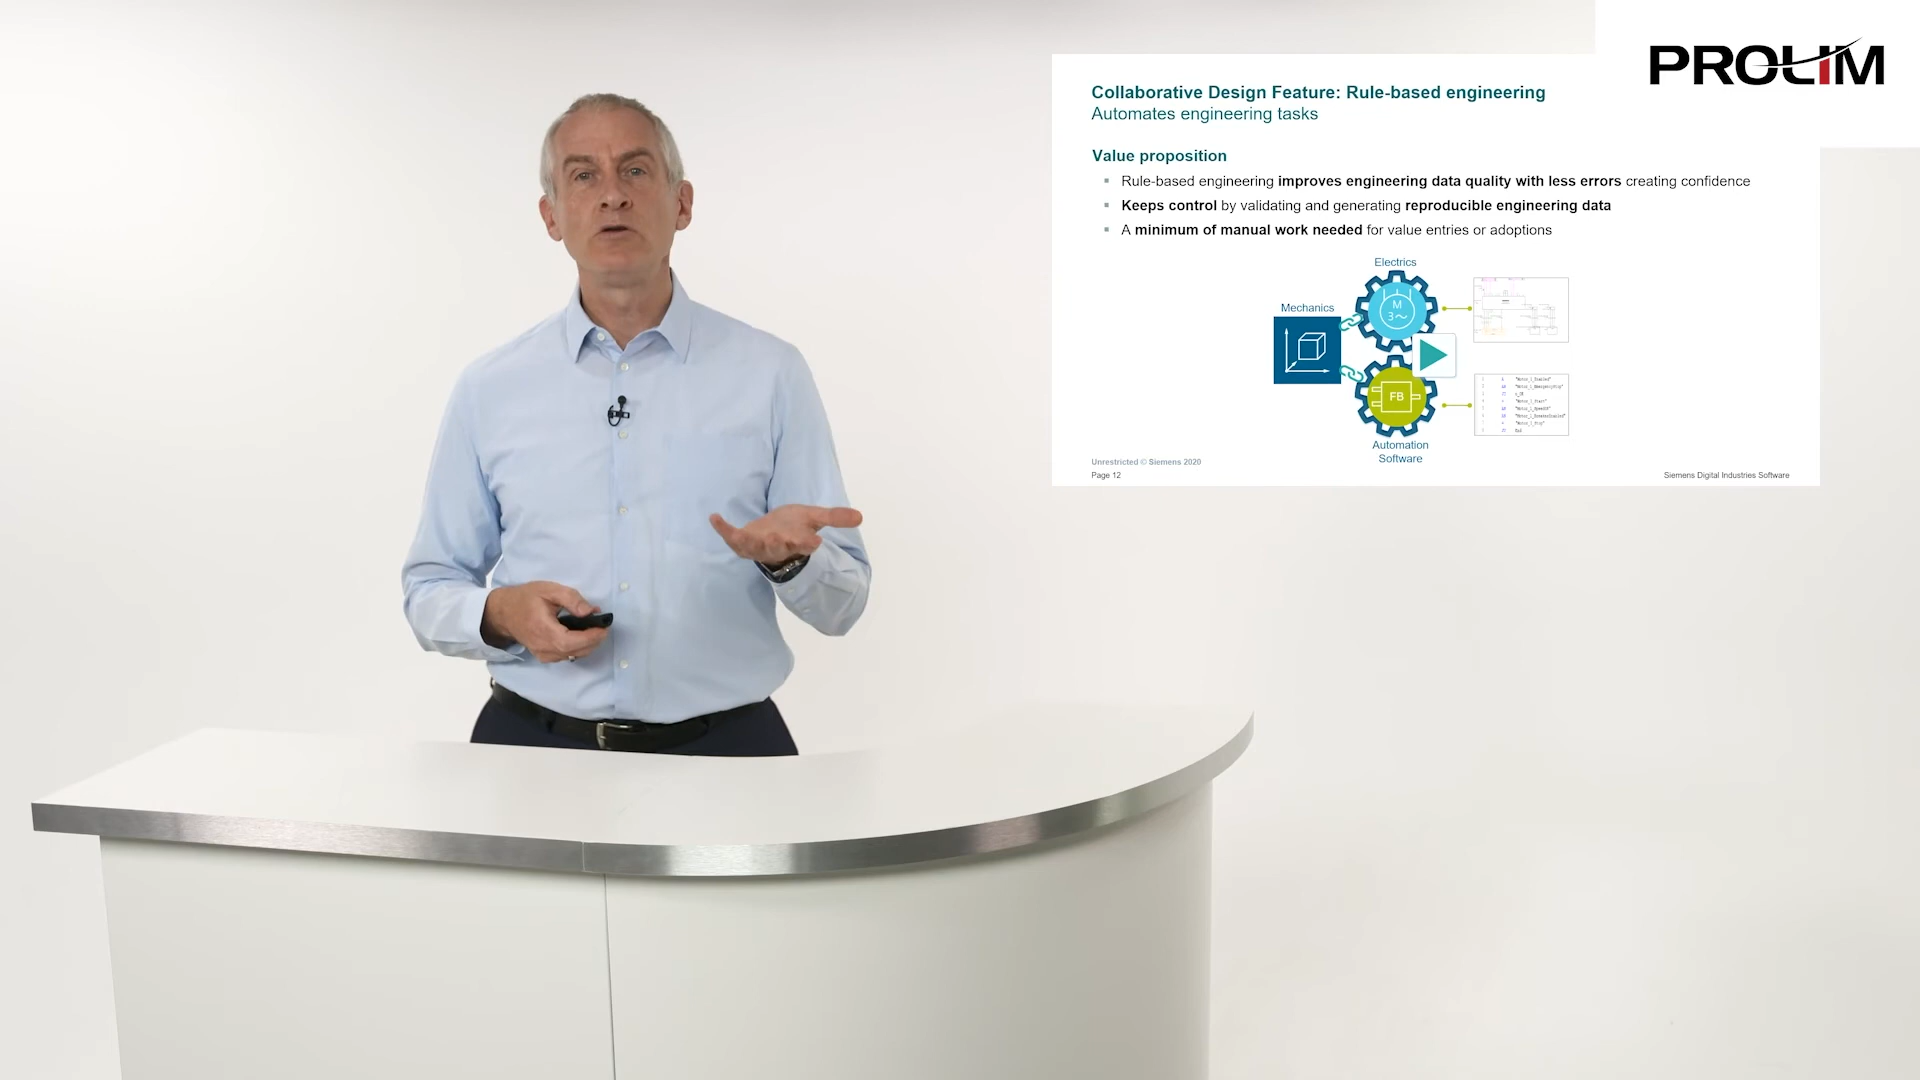 PROLIM
Collaborative Design Feature: Rule-based engineering
Automates engineering tasks
Value proposition
Rule-based engineering improves engineering data quality with less errors creating confidence
Keeps control by validating and generating reproducible engineering data
A minimum of manual work needed for value entries or adoptions
Electrics
Mechanics
M
3~
FB
Automation
Software
Unrestricted © Siemens 2020
Page 12
Siemens Digital Industries Software